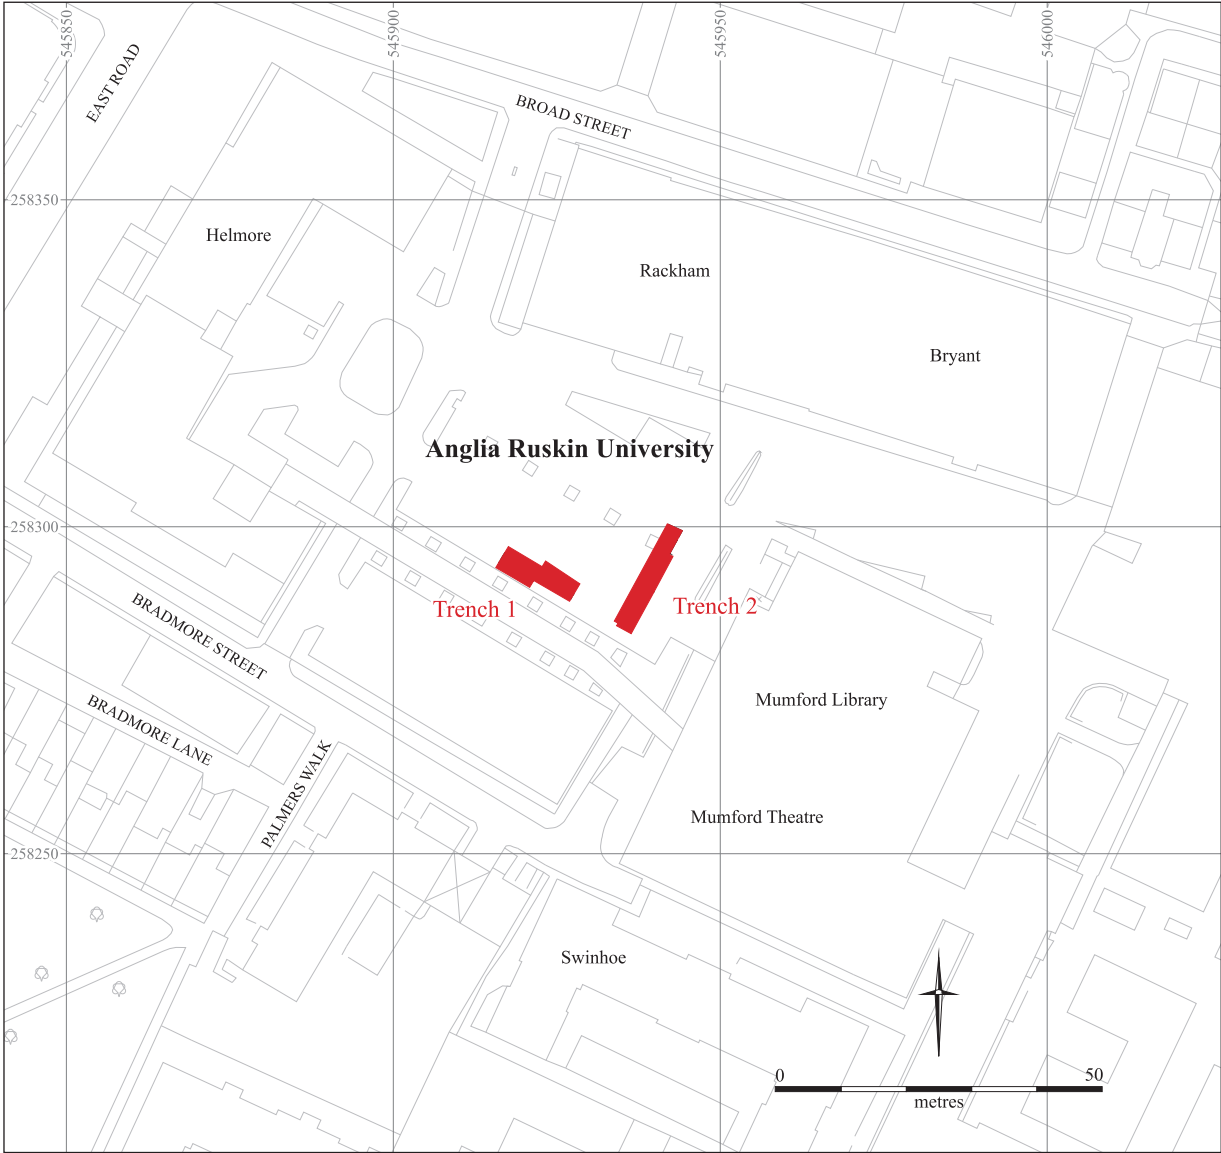 545850
545900
545950
546000
EAST ROAD
BROAD STREET
258350
Helmore
Rackham
Bryant
Anglia Ruskin University
258300
Trench 1
Trench 2
BRADMORE STREET
Mumford Library
BRADMORE LANE
PALMERS WALK
Mumford Theatre
258250
Swinhoe
0 50
metres